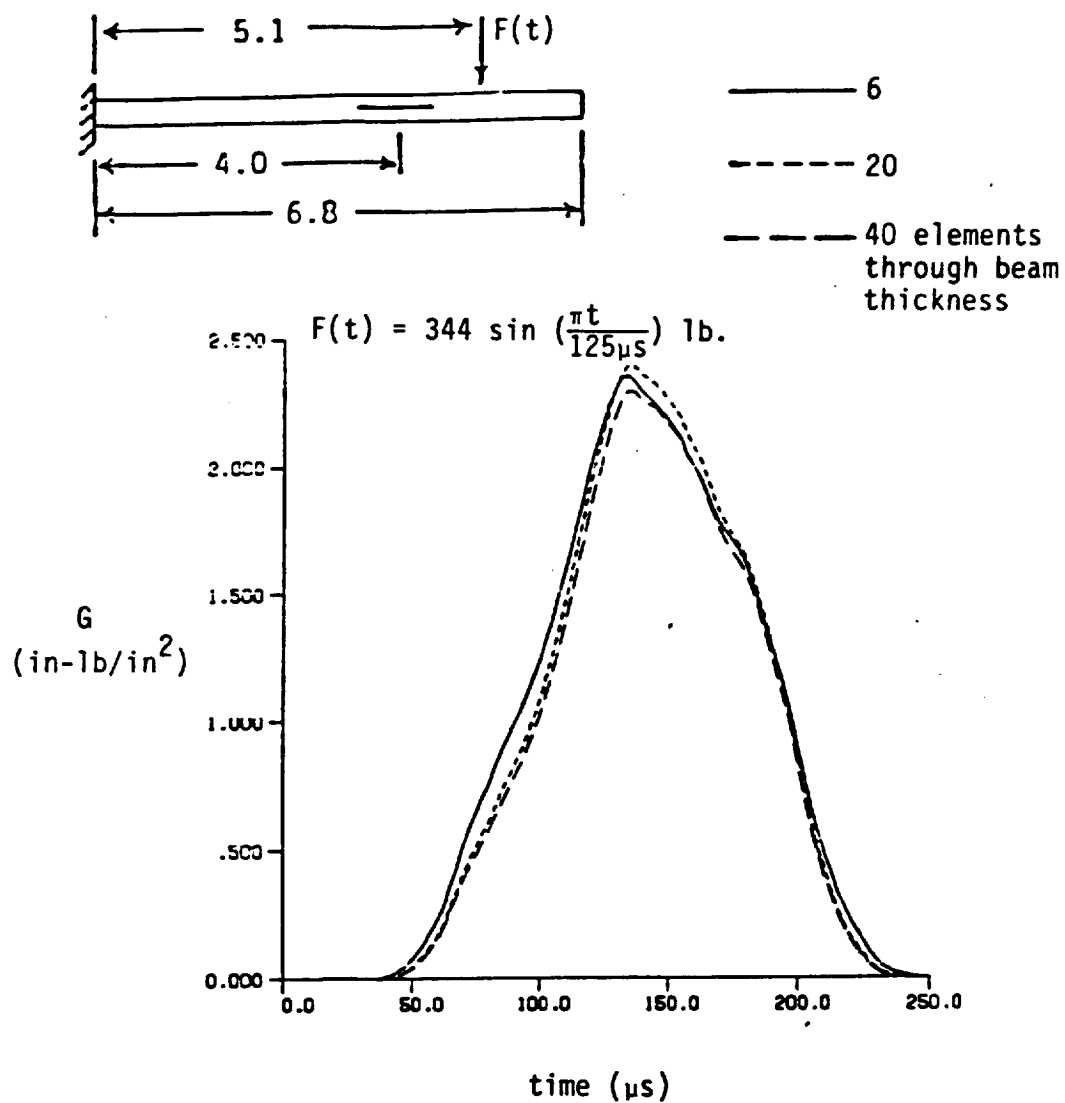 5.1
F(t)
4.0
6.8
6
20
40 elements
through beam
thickness
F(t) = 344 sin (πt/125μs) lb.
2.500
2.000
1.500
1.000
.500
0.000
G
(in-lb/in²)
0.0 50.0 100.0 150.0 200.0 250.0
time (μs)